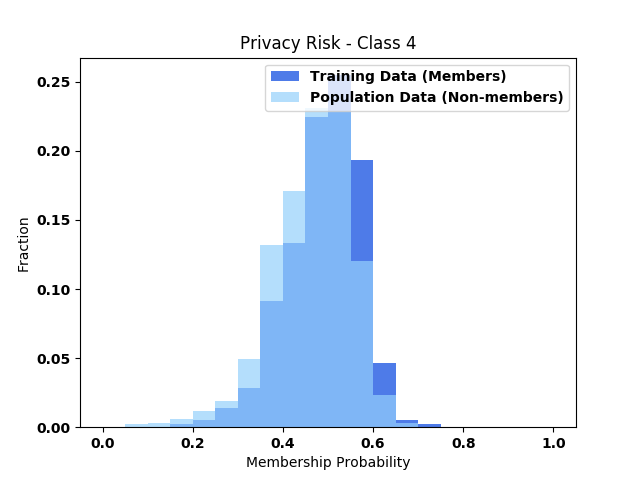 Privacy Risk - Class 4
Training Data (Members)
Population Data (Non-members)
0.25
0.20
0.15
0.10
0.05
0.00
Fraction
0.0 0.2 0.4 0.6 0.8 1.0
Membership Probability